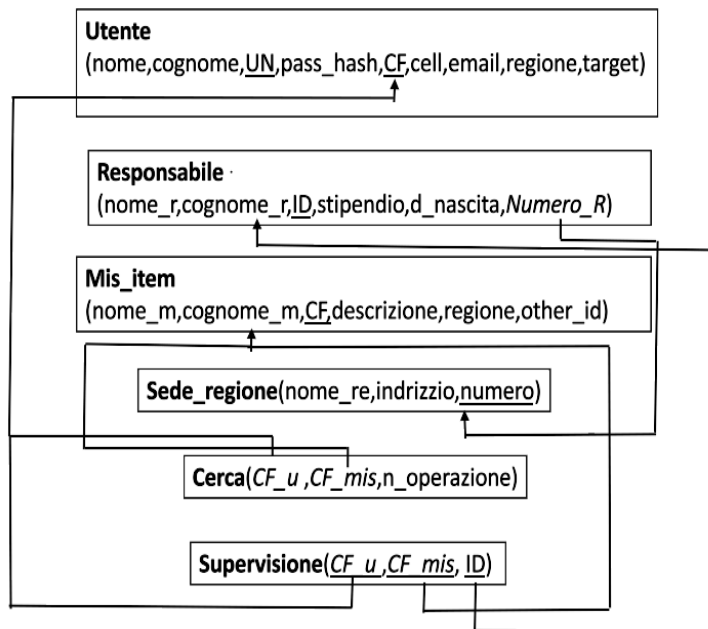 Utente
(nome,cognome,UN,pass_hash,CF,cell,email,regione,target)
Responsabile
(nome_r,cognome_r,ID,stipendio,d_nascita,Numero_R)
Mis_item
(nome_m,cognome_m,CF,descrizione,regione,other_id)
Sede_regione(nome_re,indrizzio,numero)
Cerca(CF_u ,CF_mis,n_operazione)
Supervisione(CF_u ,CF_mis, ID)